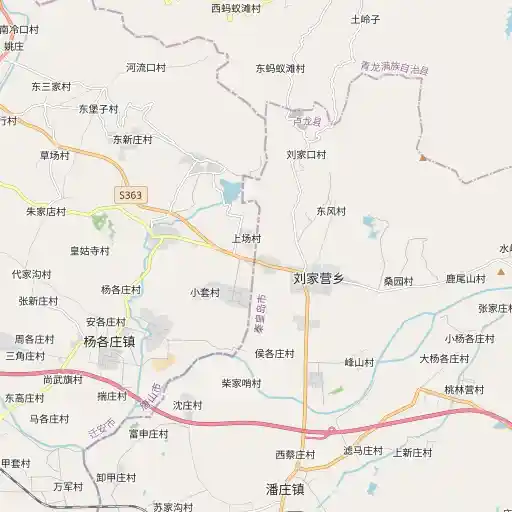 西蚂蚁滩村
土岭子
南冷口村
姚庄
河流口村
东蚂蚁滩村
青龙满族自治县
东三家村
东堡子村
卢龙县
行村
东新庄村
草场村
刘家口村
S363
朱家店村
东风村
上场村
皇姑寺村
水峪
代家沟村
刘家营乡
桑园村
鹿尾山村
杨各庄村
小套村
张新庄村
秦皇岛市
张家庄村
安各庄村
周各庄村
杨各庄镇
小杨各庄村
三角庄村
侯各庄村
大杨各庄村
峰山村
尚武旗村
柴家哨村
桃林营村
东高庄村
揣庄村
唐山市
沈庄村
马各庄村
迁安市
富申庄村
西蔡庄村
滤马庄村
上新庄村
甲套村
卸甲庄村
万军村
潘庄镇
苏家沟村